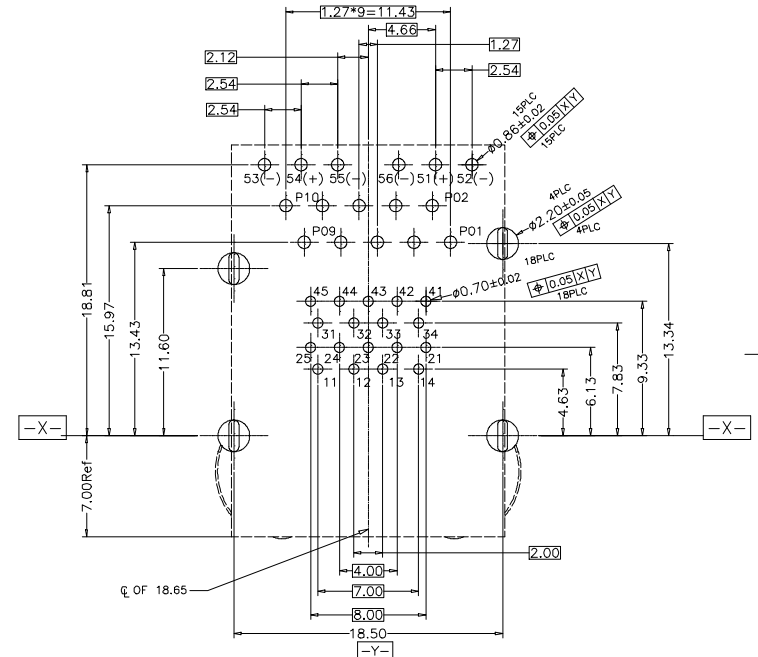 1.27*9=11.43
4.66
2.12
1.27
2.54
2.54
2.54
15PLC
⌀0.86±0.02
⌖ 0.05 X Y
15PLC
53(-) 54(+) 55(-) 56(-) 51(+) 52(-)
P10 P02
4PLC
⌀2.20±0.05
⌖ 0.05 X Y
4PLC
P09 P01
18PLC
⌀0.70±0.02
⌖ 0.05 X Y
18PLC
45 44 43 42 41
31 32 33 34
25 24 23 22 21
11 12 13 14
18.81
15.97
13.43
11.60
4.63
6.13
7.83
9.33
13.34
-X-
-X-
7.00Ref
℄ OF 18.65
2.00
4.00
7.00
8.00
18.50
-Y-